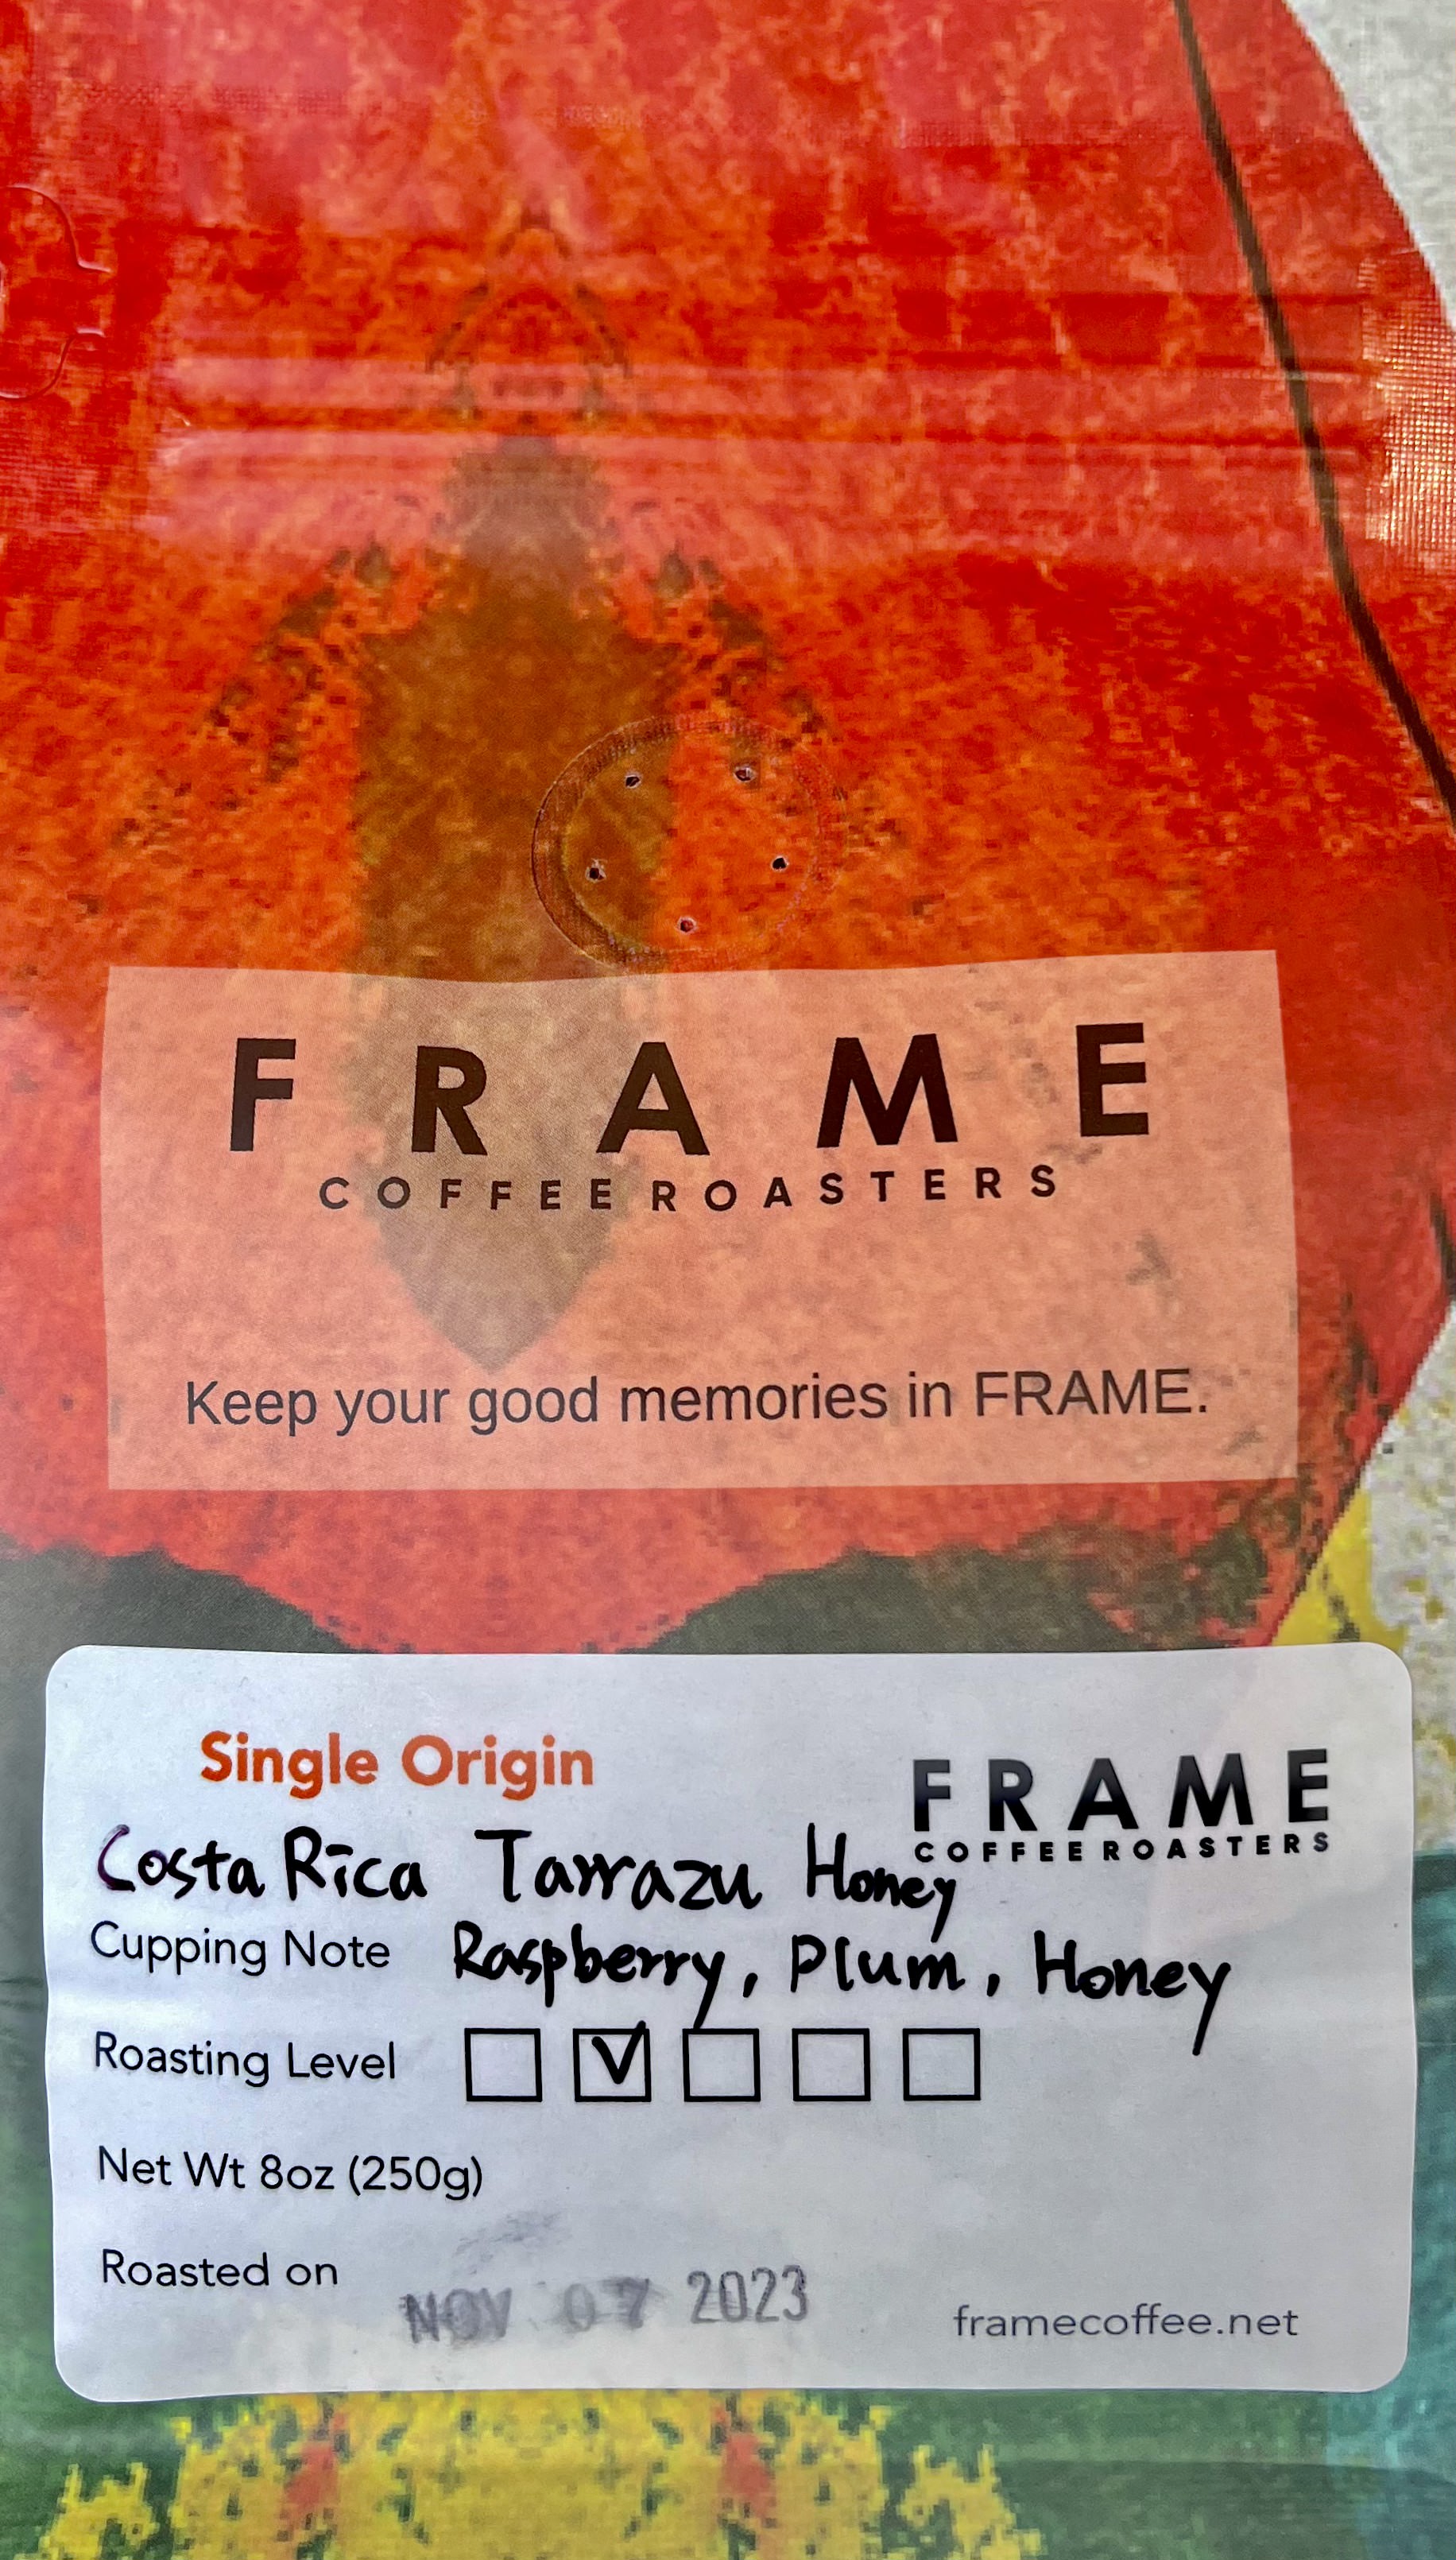 FRAME
COFFEE ROASTERS
Keep your good memories in FRAME.
Single Origin
FRAME
COFFEE ROASTERS
Costa Rica Tarrazu Honey
Cupping Note Raspberry, Plum, Honey
Roasting Level
Net Wt 8oz (250g)
Roasted on NOV 07 2023
framecoffee.net